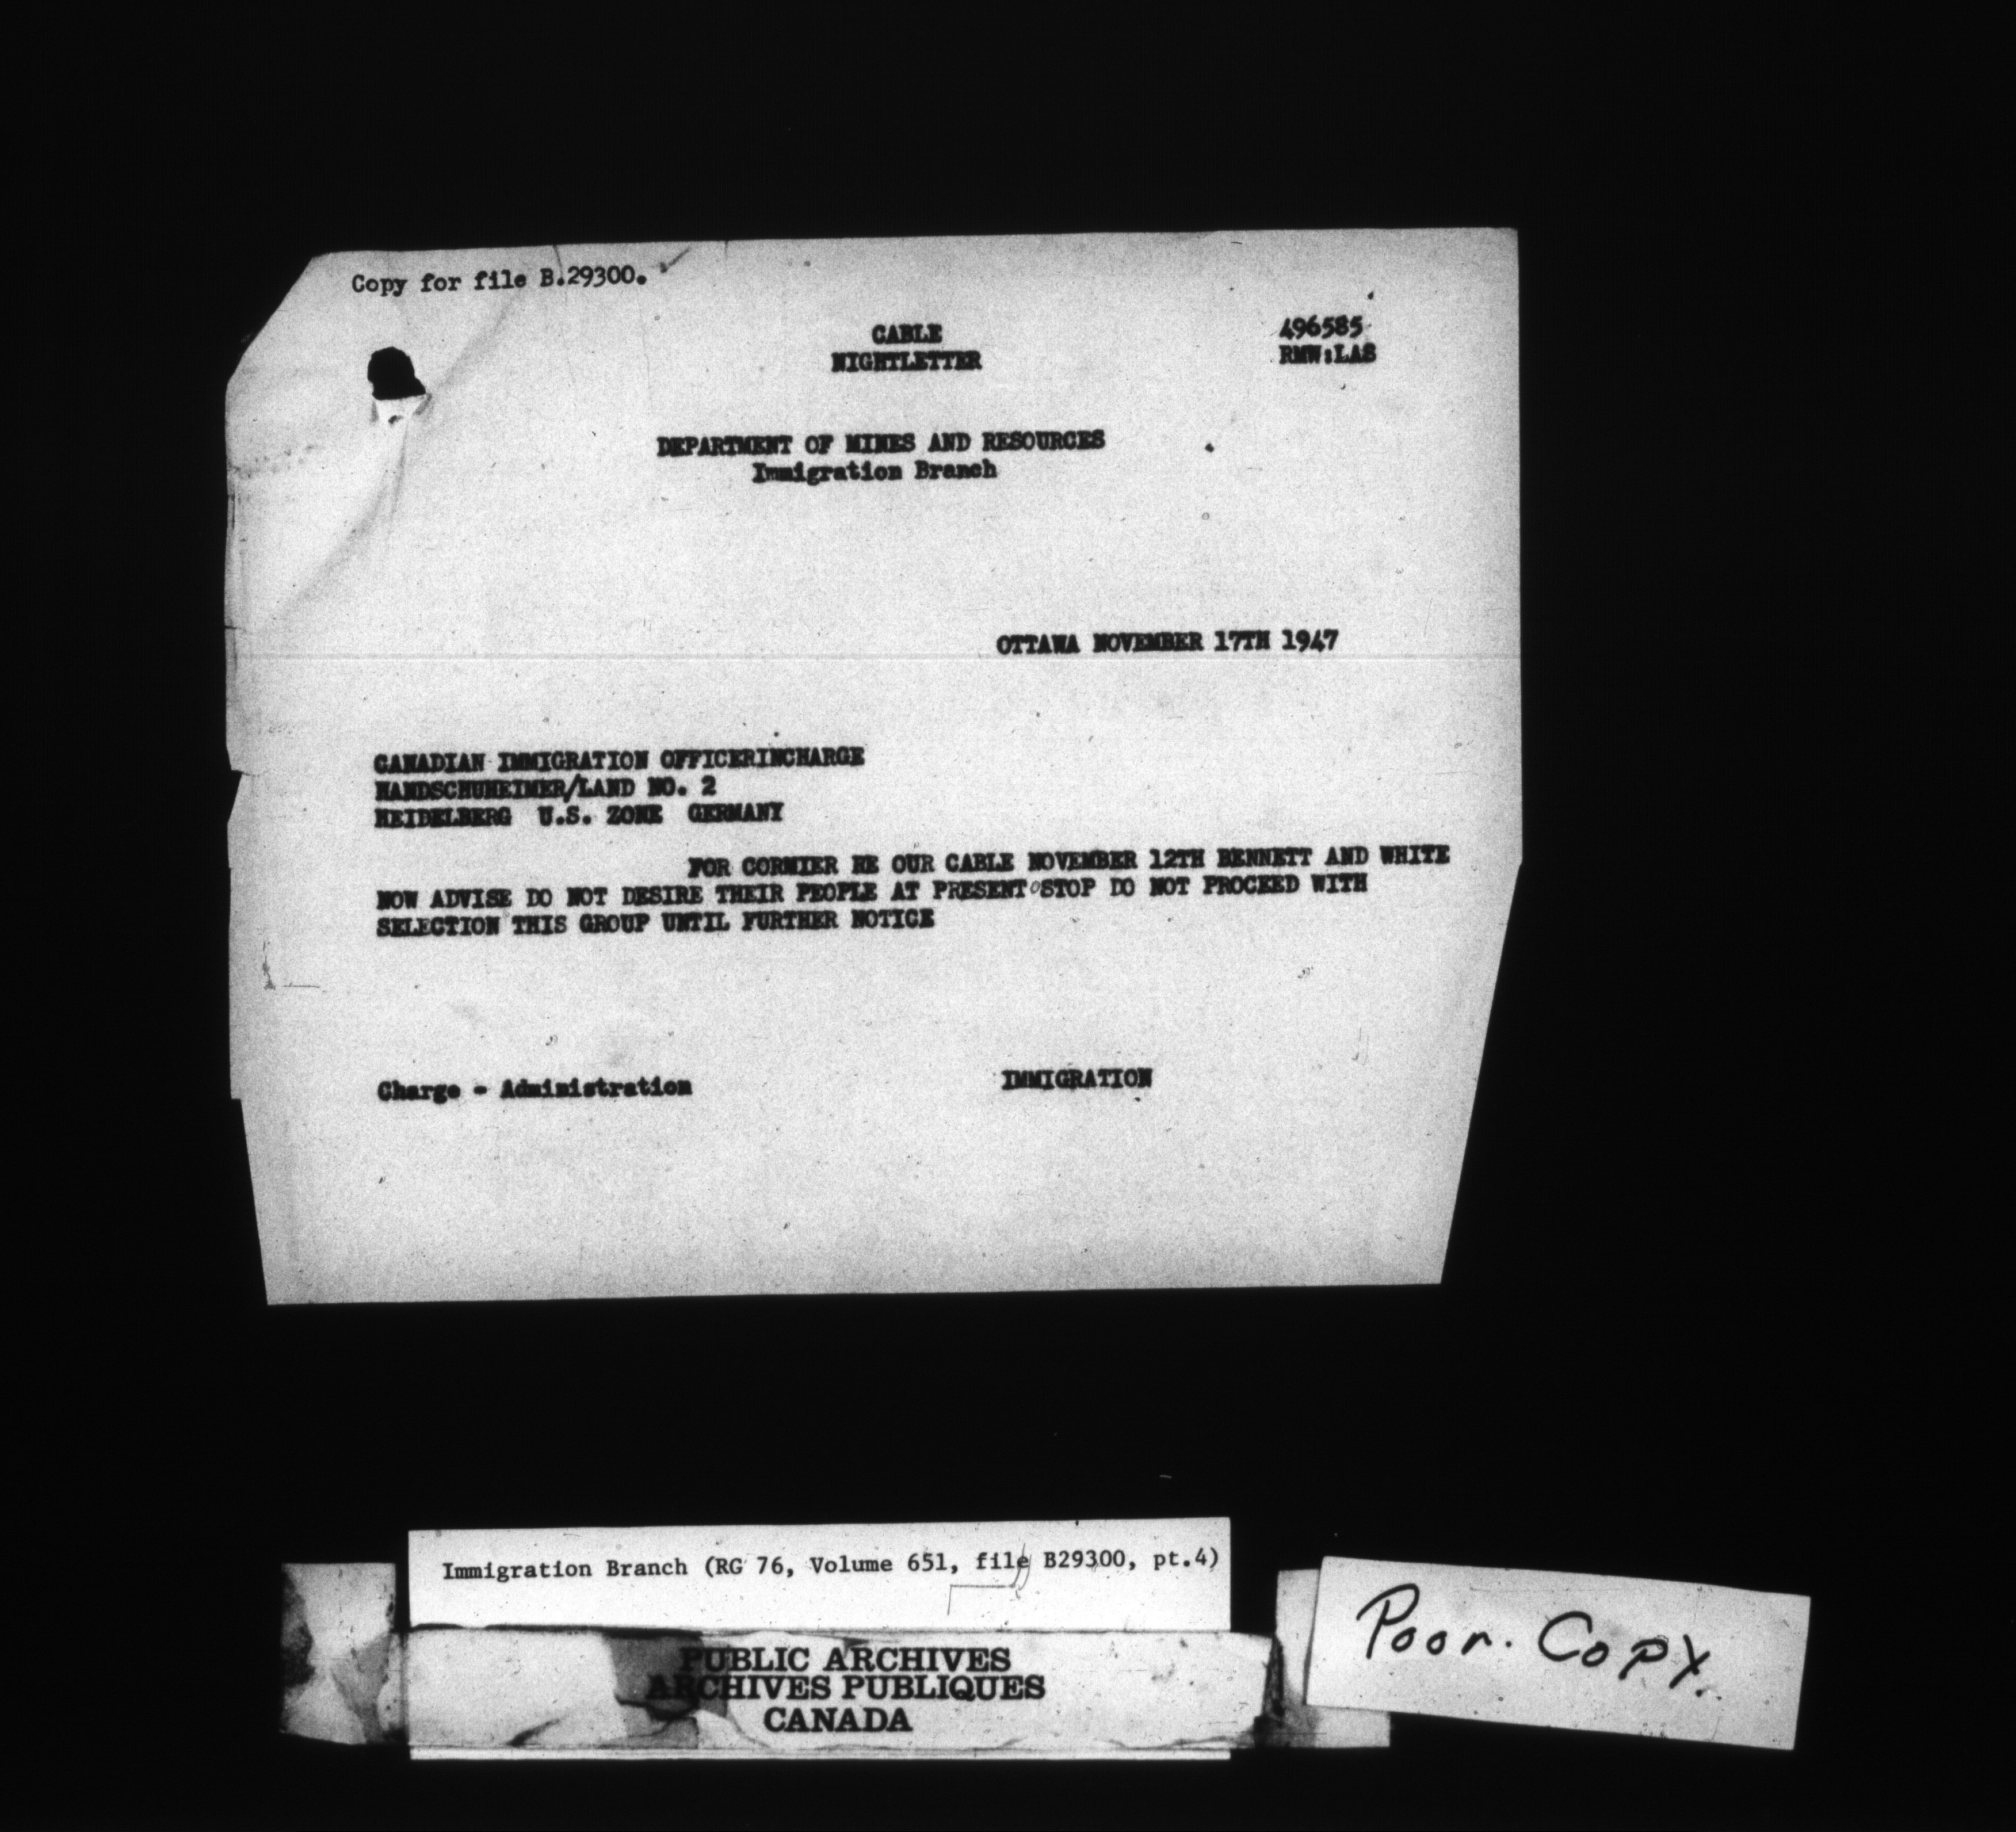 Copy for file B.29300.
CABLE
NIGHTLETTER
496585
RMW:LAS
DEPARTMENT OF MINES AND RESOURCES
Immigration Branch
OTTAWA NOVEMBER 17TH 1947
CANADIAN IMMIGRATION OFFICERINCHARGE
HANDSCHUHEIMER/LAND NO. 2
HEIDELBERG U.S. ZONE GERMANY
FOR CORMIER RE OUR CABLE NOVEMBER 12TH BENNETT AND WHITE
NOW ADVISE DO NOT DESIRE THEIR PEOPLE AT PRESENT STOP DO NOT PROCEED WITH
SELECTION THIS GROUP UNTIL FURTHER NOTICE
Charge - Administration
IMMIGRATION
Immigration Branch (RG 76, Volume 651, file B29300, pt.4)
PUBLIC ARCHIVES
ARCHIVES PUBLIQUES
CANADA
Poor. Copy.